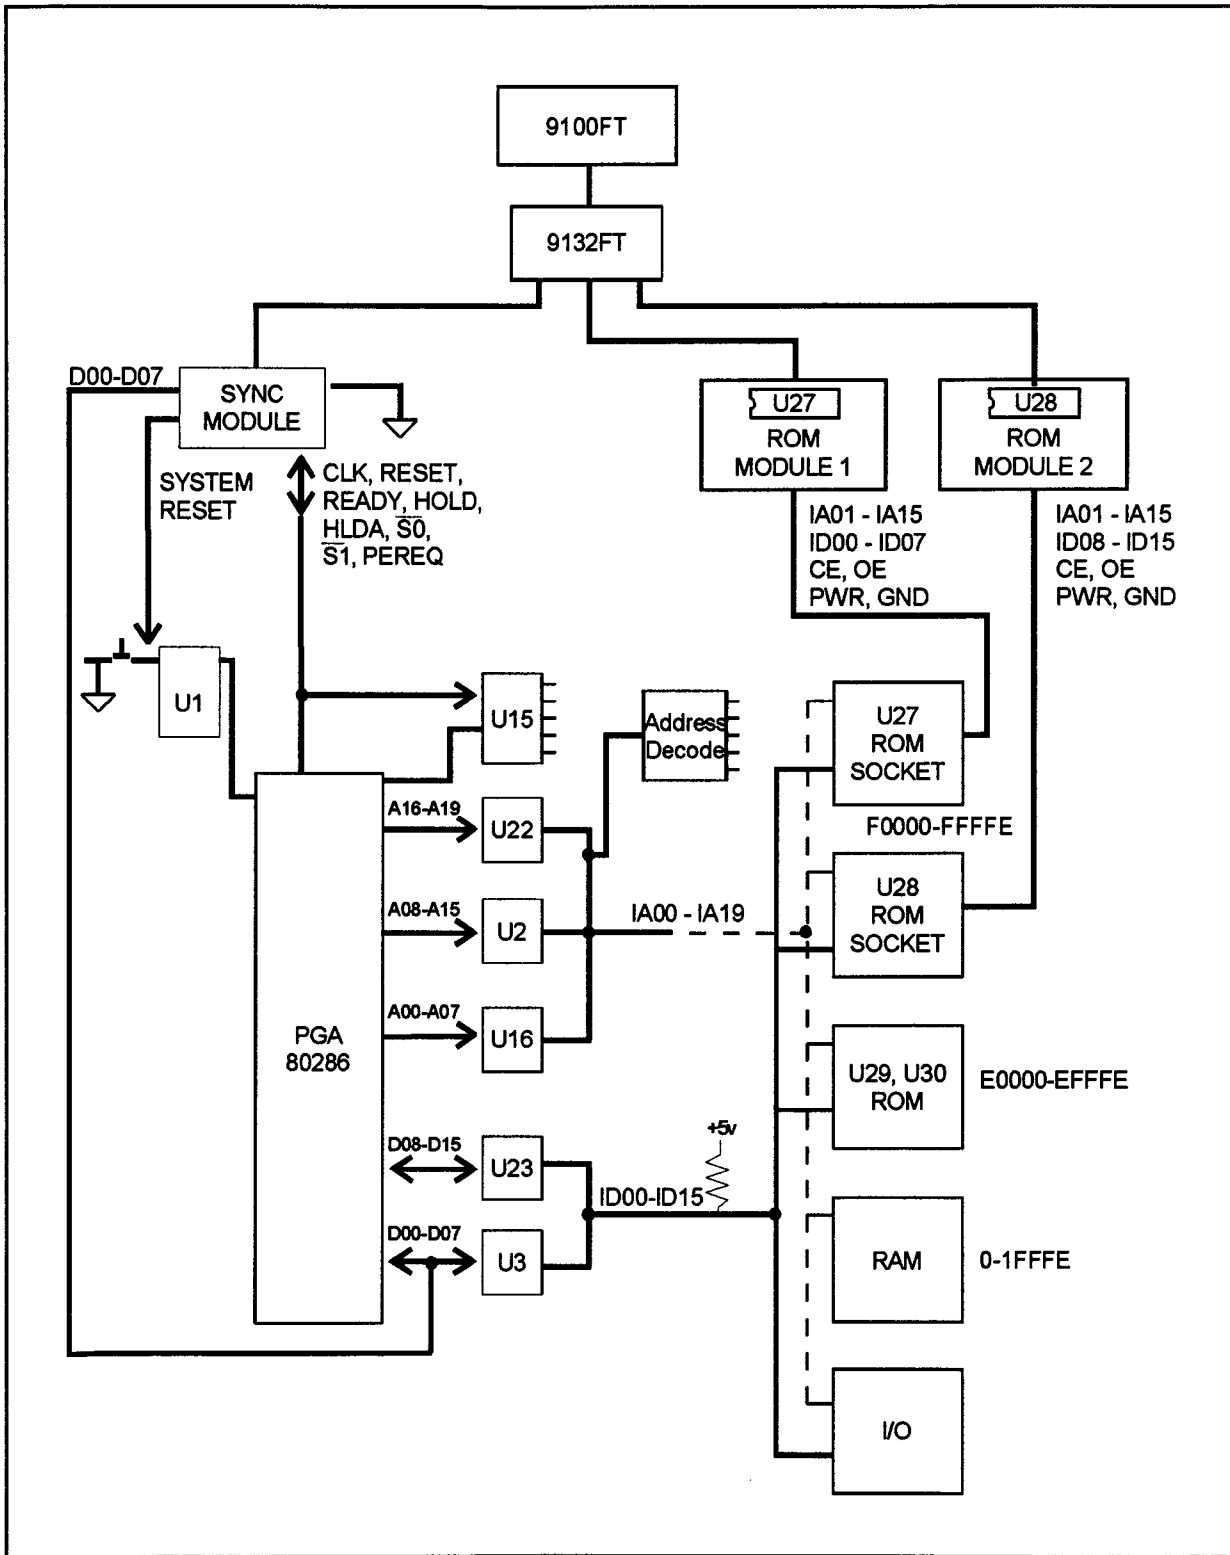 9100FT
9132FT
D00-D07
SYNC
MODULE
U27
ROM
MODULE 1
U28
ROM
MODULE 2
SYSTEM
RESET
CLK, RESET,
READY, HOLD,
HLDA, S̅0̅,
S̅1̅, PEREQ
IA01 - IA15
ID00 - ID07
CE, OE
PWR, GND
IA01 - IA15
ID08 - ID15
CE, OE
PWR, GND
U1
U15
Address
Decode
U27
ROM
SOCKET
F0000-FFFFE
A16-A19
U22
U28
ROM
SOCKET
A08-A15
U2
IA00 - IA19
A00-A07
U16
PGA
80286
U29, U30
ROM
E0000-EFFFE
+5v
D08-D15
U23
ID00-ID15
D00-D07
U3
RAM
0-1FFFE
I/O